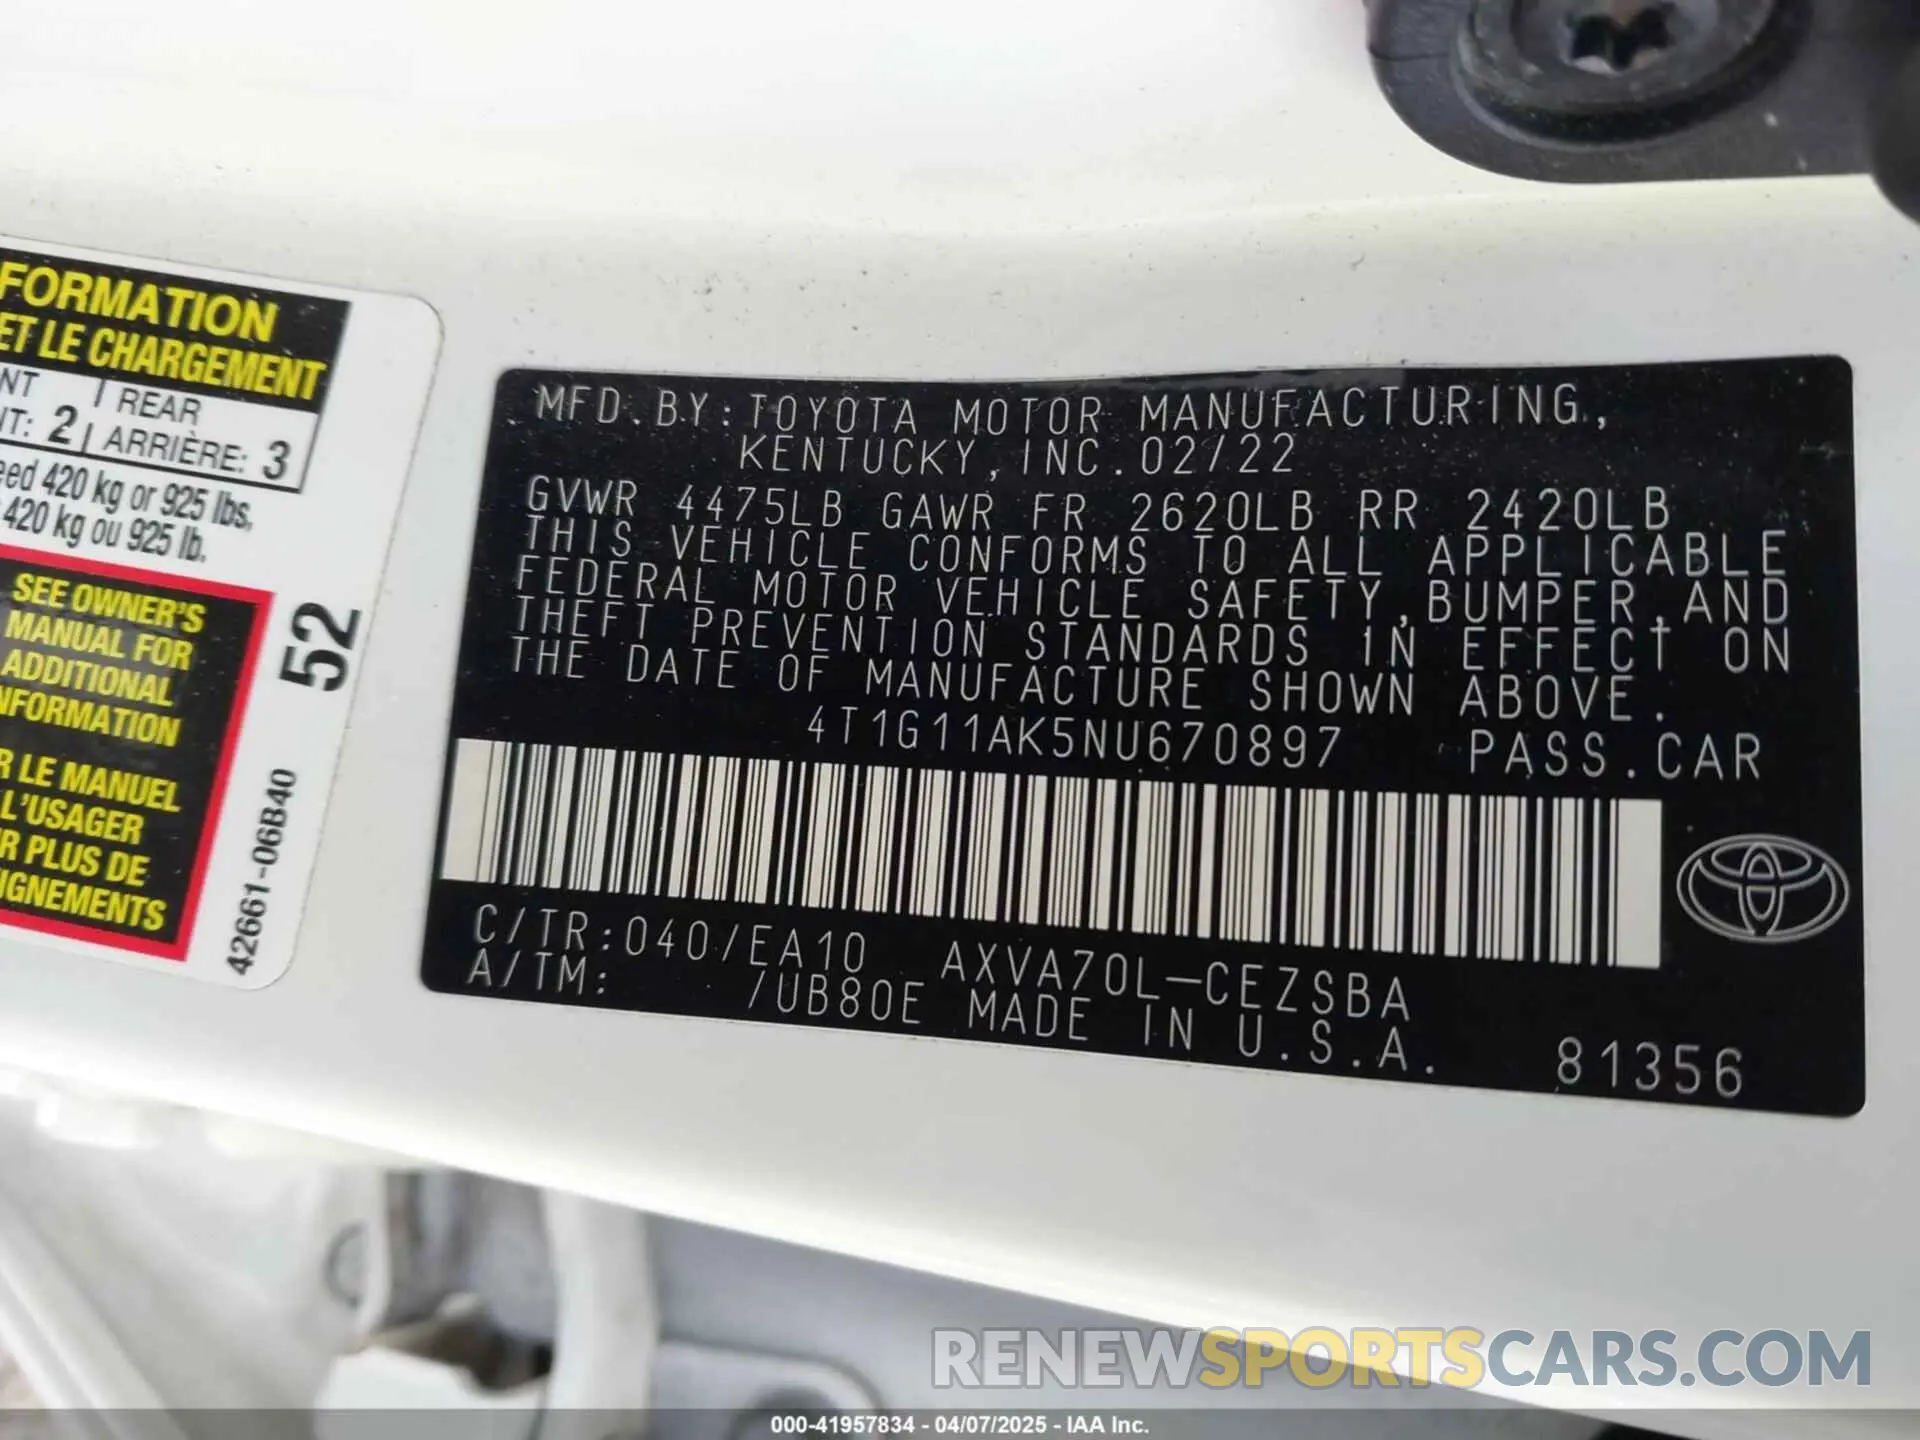 FORMATION
ET LE CHARGEMENT
NT | REAR
NT: 2 | ARRIÈRE: 3
eed 420 kg or 925 lbs.
420 kg ou 925 lb.
SEE OWNER'S
MANUAL FOR
ADDITIONAL
NFORMATION
R LE MANUEL
L'USAGER
R PLUS DE
IGNEMENTS
52
42661-06B40
MFD. BY: TOYOTA MOTOR MANUFACTURING,
KENTUCKY, INC. 02/22
GVWR 4475LB GAWR FR 2620LB RR 2420LB
THIS VEHICLE CONFORMS TO ALL APPLICABLE
FEDERAL MOTOR VEHICLE SAFETY, BUMPER, AND
THEFT PREVENTION STANDARDS IN EFFECT ON
THE DATE OF MANUFACTURE SHOWN ABOVE.
4T1G11AK5NU670897 PASS. CAR
C/TR: 040/EA10 AXVA70L-CEZSBA
A/TM: /UB80E MADE IN U.S.A.
81356
RENEWSPORTSCARS.COM
000-41957834 - 04/07/2025 - IAA Inc.